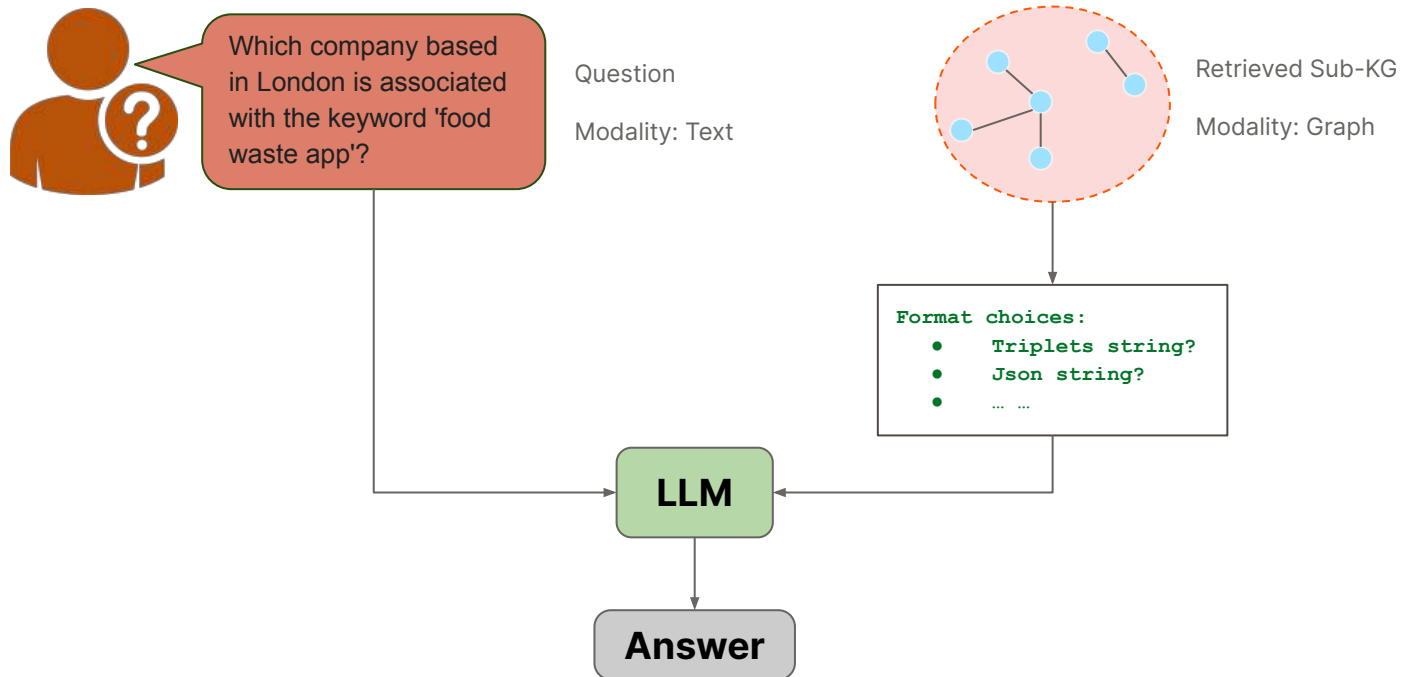 Which company based
in London is associated
with the keyword 'food
waste app'?
?
Question
Modality: Text
Retrieved Sub-KG
Modality: Graph
Format choices:
● Triplets string?
● Json string?
● … …
LLM
Answer